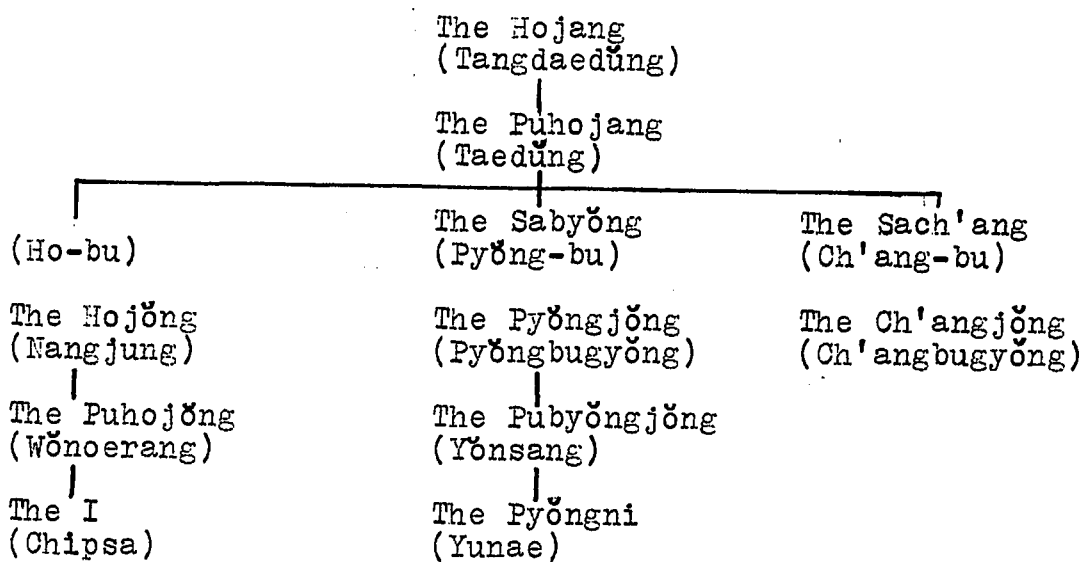 The Hojang
(Tangdaedŭng)
The Puhojang
(Taedŭng)
(Ho-bu)
The Sabyŏng
(Pyŏng-bu)
The Sach'ang
(Ch'ang-bu)
The Hojŏng
(Nangjung)
The Pyŏngjŏng
(Pyŏngbugyŏng)
The Ch'angjŏng
(Ch'angbugyŏng)
The Puhojŏng
(Wŏnoerang)
The Pubyŏngjŏng
(Yŏnsang)
The I
(Chipsa)
The Pyŏngni
(Yunae)